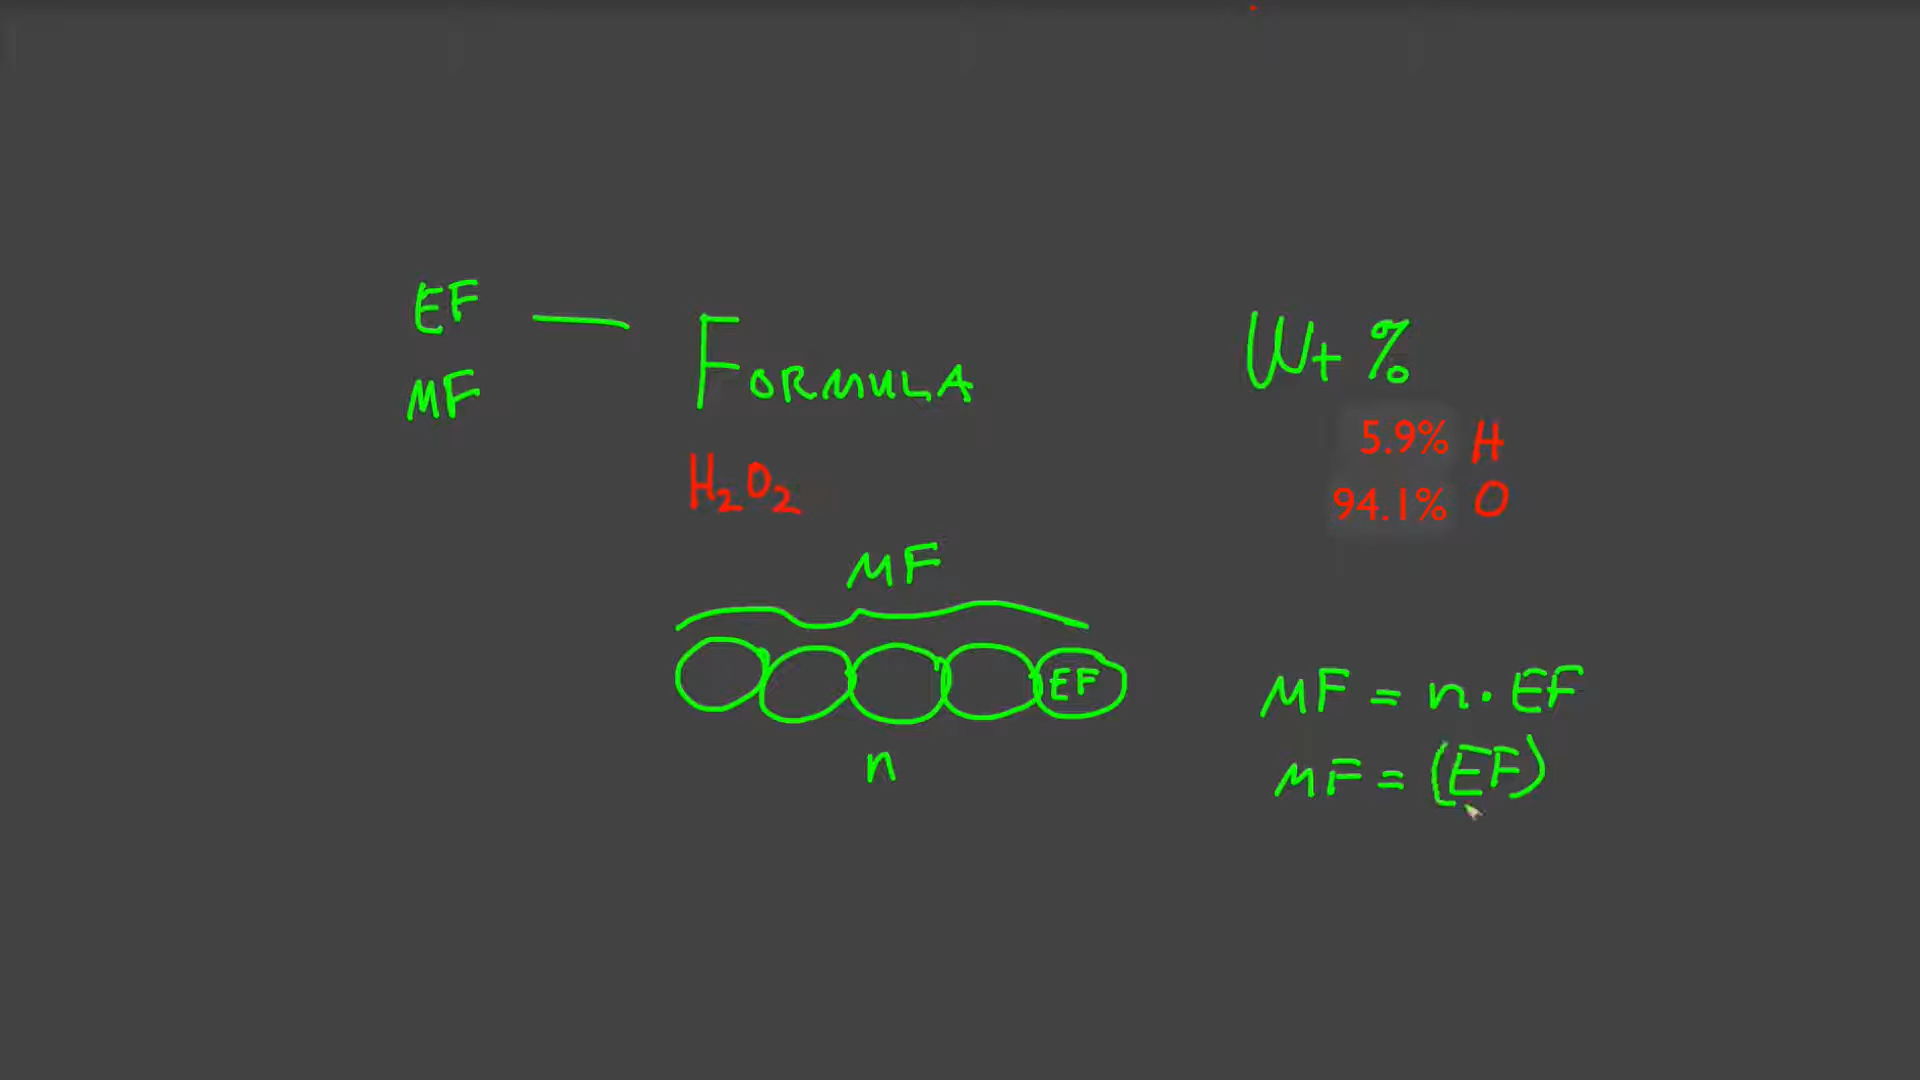 EF — FORMULA
MF
Wt %
H₂O₂
5.9% H
94.1% O
MF
EF
n
MF = n · EF
MF = (EF)